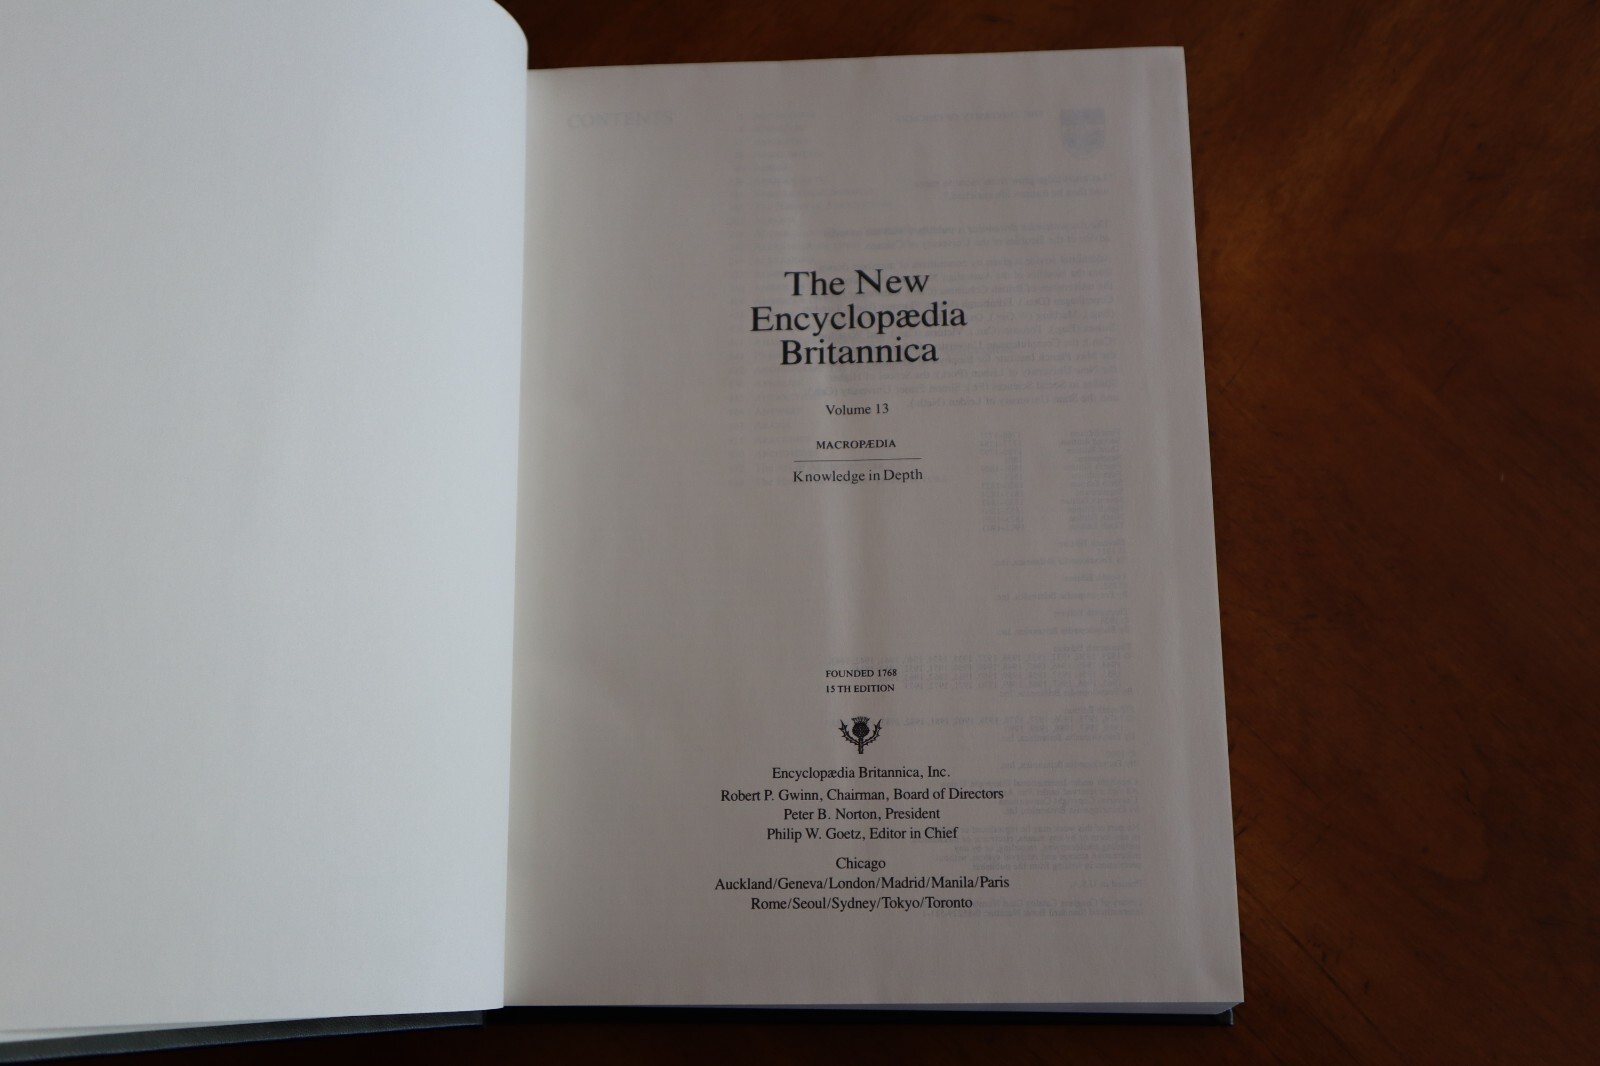 The New
Encyclopædia
Britannica
Volume 13
MACROPÆDIA
Knowledge in Depth
FOUNDED 1768
15 TH EDITION
Encyclopædia Britannica, Inc.
Robert P. Gwinn, Chairman, Board of Directors
Peter B. Norton, President
Philip W. Goetz, Editor in Chief
Chicago
Auckland/Geneva/London/Madrid/Manila/Paris
Rome/Seoul/Sydney/Tokyo/Toronto